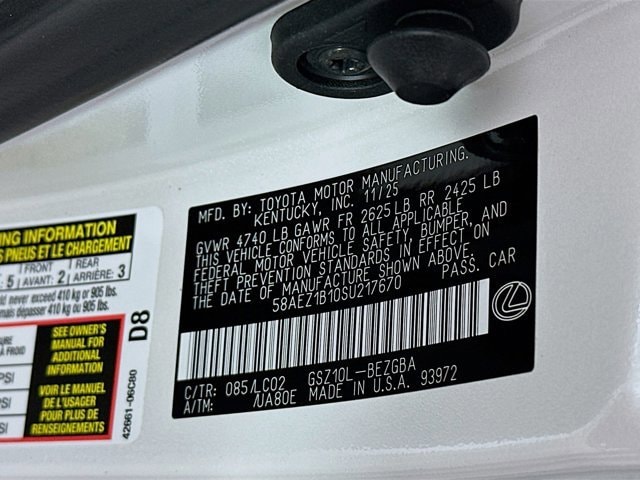 MFD. BY: TOYOTA MOTOR MANUFACTURING.
KENTUCKY, INC. 11/25
GVWR 4740 LB GAWR FR 2625 LB RR 2425 LB
THIS VEHICLE CONFORMS TO ALL APPLICABLE
FEDERAL MOTOR VEHICLE SAFETY, BUMPER, AND
THEFT PREVENTION STANDARDS IN EFFECT ON
THE DATE OF MANUFACTURE SHOWN ABOVE.
58AEZ1B10SU217670 PASS. CAR
C/TR: 085/LC02 GSZ10L-BEZGBA
A/TM: /UA80E MADE IN U.S.A. 93972
ING INFORMATION
PNEUS ET LE CHARGEMENT
5 FRONT 2 REAR 3
AVANT: ARRIÈRE:
never exceed 410 kg or 905 lbs.
jamais dépasser 410 kg ou 905 lbs.
D8
À FROID
PSI
PSI
SEE OWNER'S
MANUAL
FOR
ADDITIONAL
INFORMATION
VOIR LE MANUEL
DE L'USAGER
POUR PLUS DE
RENSEIGNEMENTS
42661-06C80